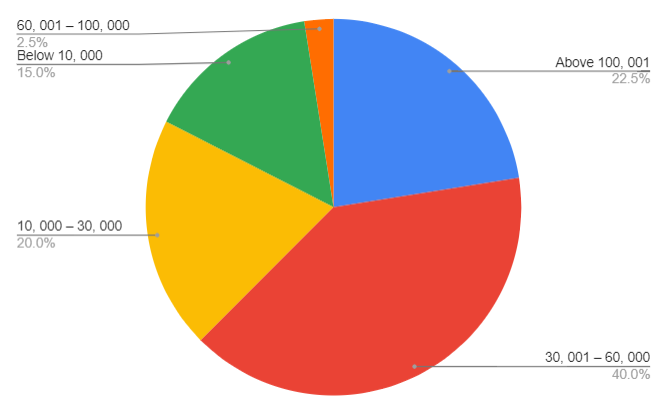 60, 001 – 100, 000
2.5%
Below 10, 000
15.0%
Above 100, 001
22.5%
10, 000 – 30, 000
20.0%
30, 001 – 60, 000
40.0%